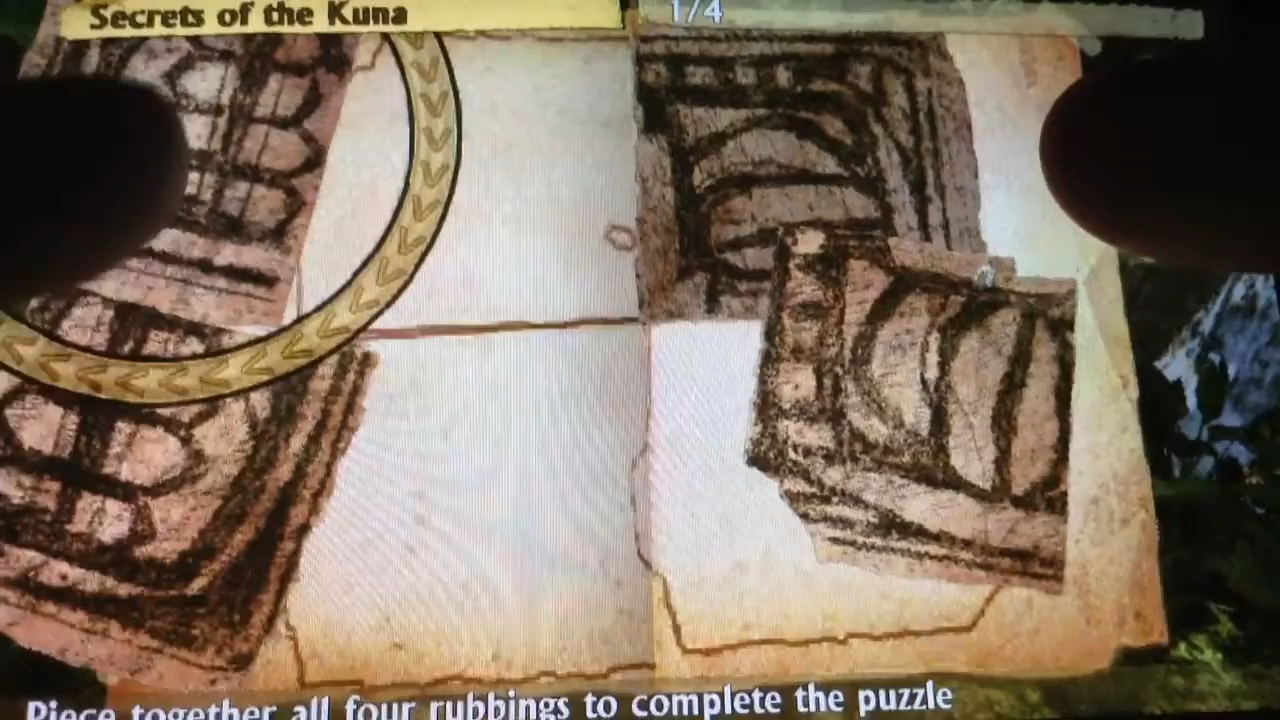 Secrets of the Kuna
1/4
Piece together all four rubbings to complete the puzzle